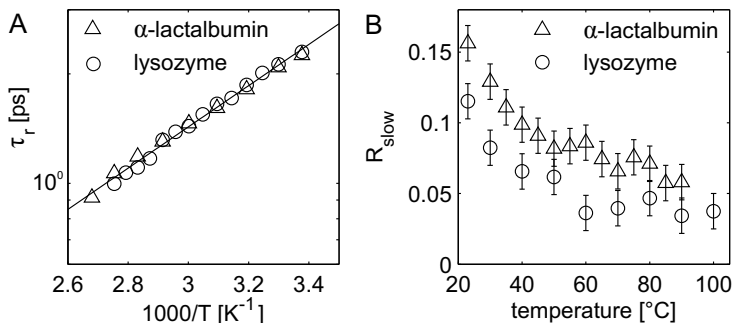 A
α-lactalbumin
lysozyme
τr [ps]
10⁰
2.6 2.8 3 3.2 3.4
1000/T [K⁻¹]
B
α-lactalbumin
lysozyme
Rslow
0.15
0.1
0.05
0
20 40 60 80 100
temperature [°C]